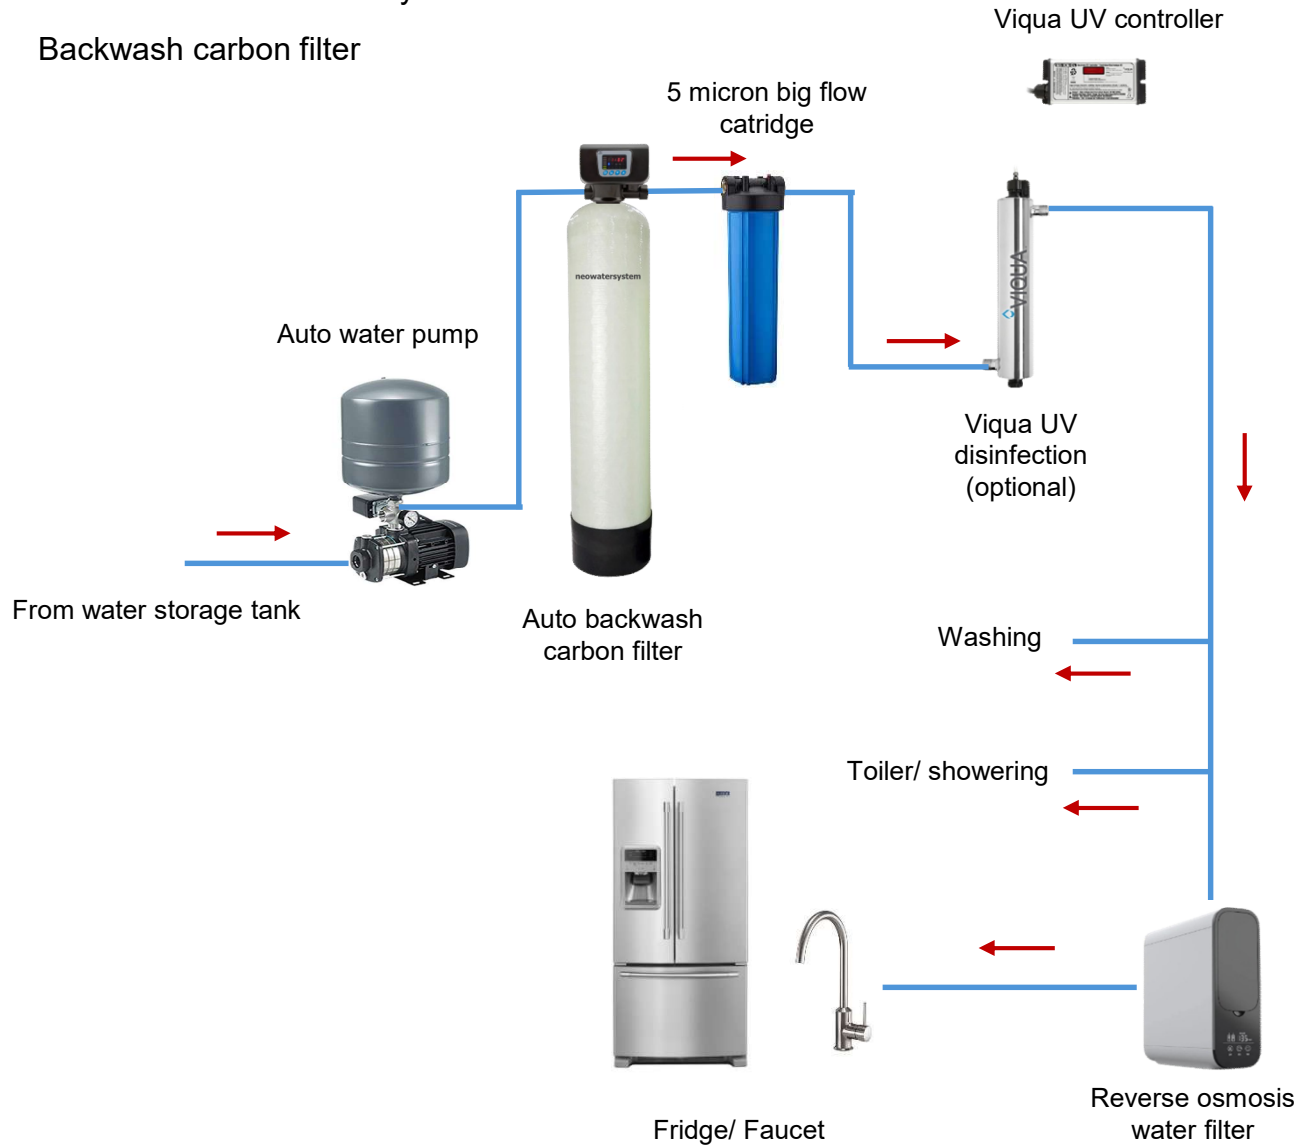 Backwash carbon filter
Viqua UV controller
5 micron big flow
catridge
neowatersystem
VIQUA
Auto water pump
Viqua UV
disinfection
(optional)
From water storage tank
Auto backwash
carbon filter
Washing
Toiler/ showering
Fridge/ Faucet
Reverse osmosis
water filter